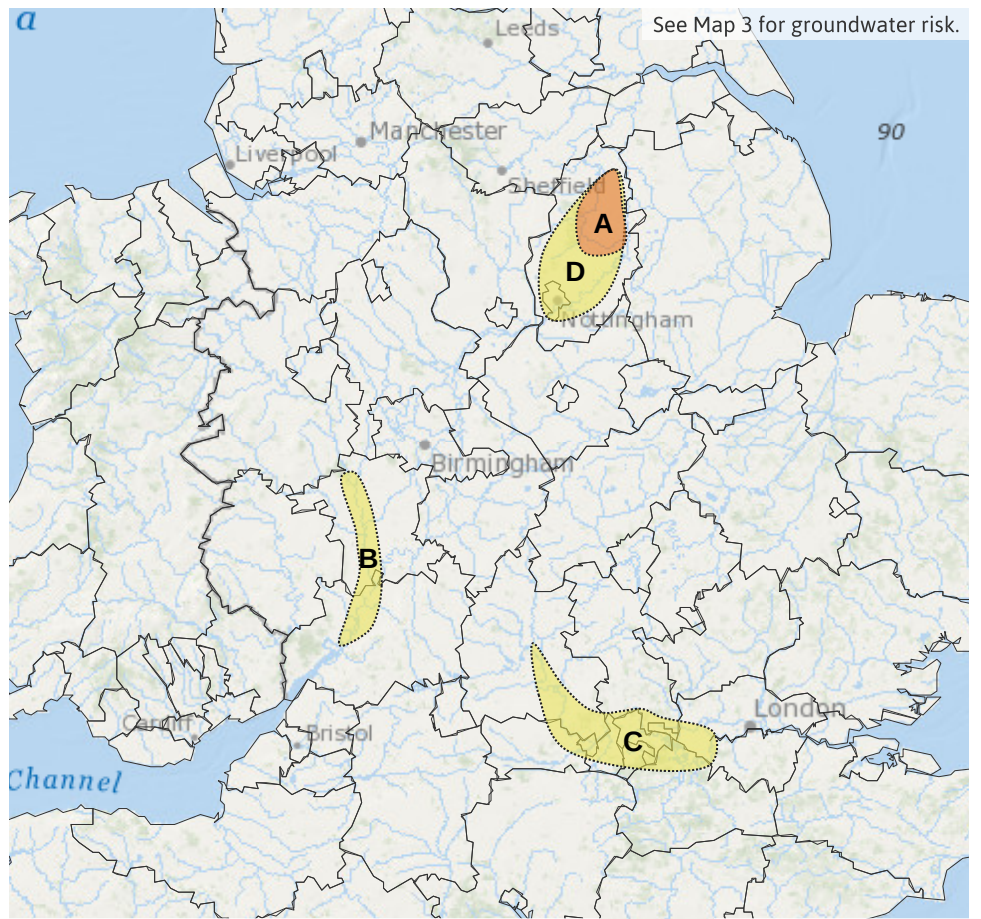 a
See Map 3 for groundwater risk.
Leeds
90
Manchester
Liverpool
Sheffield
A
D
Nottingham
Birmingham
B
London
Cardiff
Bristol
C
Channel